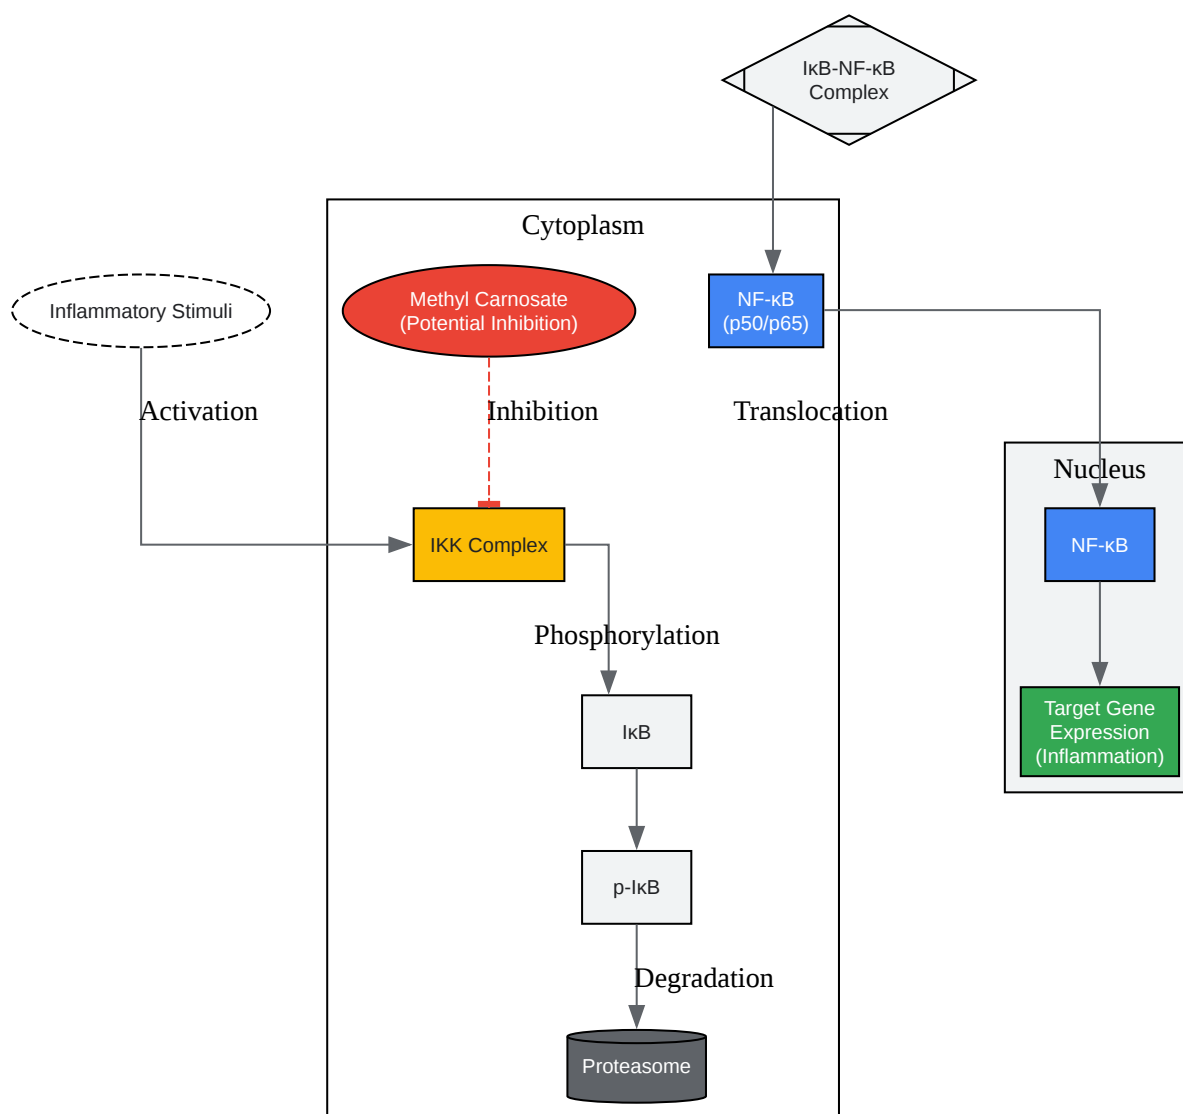 IκB-NF-κB
Complex
Cytoplasm
Inflammatory Stimuli
Methyl Carnosate
(Potential Inhibition)
NF-κB
(p50/p65)
Activation
Inhibition
Translocation
Nucleus
IKK Complex
NF-κB
Phosphorylation
IκB
Target Gene
Expression
(Inflammation)
p-IκB
Degradation
Proteasome